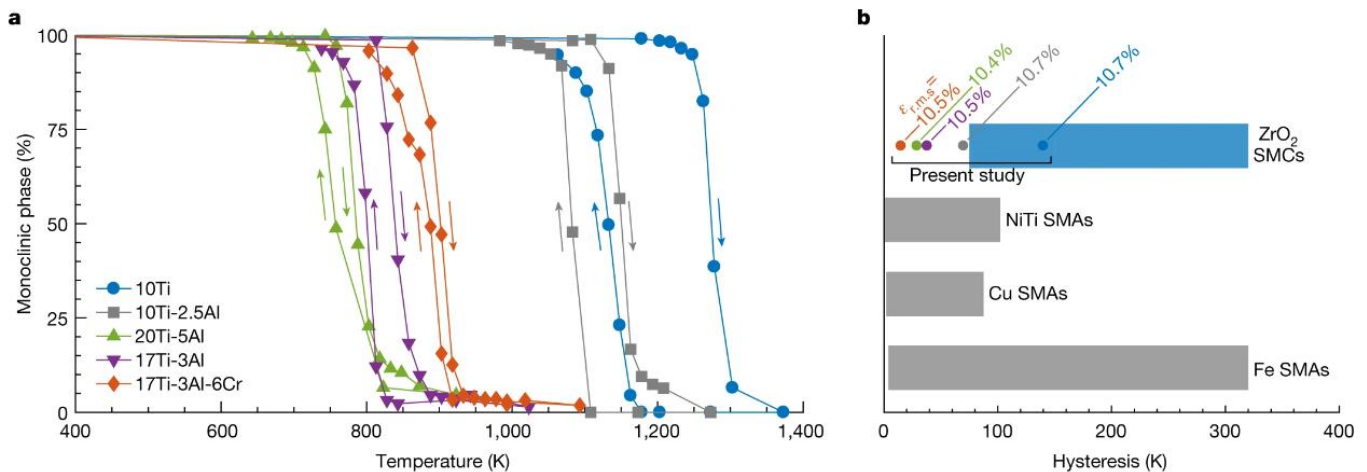 a
100
75
50
25
0
Monoclinic phase (%)
10Ti
10Ti-2.5Al
20Ti-5Al
17Ti-3Al
17Ti-3Al-6Cr
400
600
800
1,000
1,200
1,400
Temperature (K)
b
εr.m.s =
10.5%
10.4%
10.5%
10.7%
10.7%
Present study
ZrO2
SMCs
NiTi SMAs
Cu SMAs
Fe SMAs
0
100
200
300
400
Hysteresis (K)